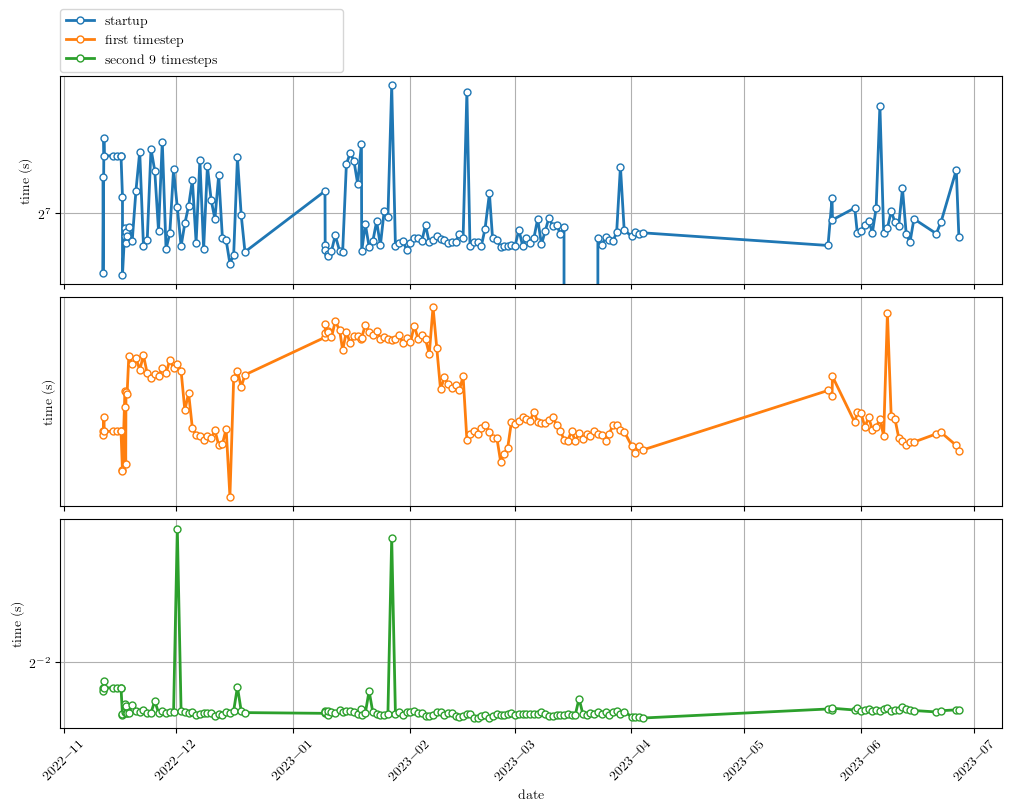 startup
first timestep
second 9 timesteps
time (s)
2^7
time (s)
time (s)
2^−2
2022−11
2022−12
2023−01
2023−02
2023−03
2023−04
2023−05
2023−06
2023−07
date